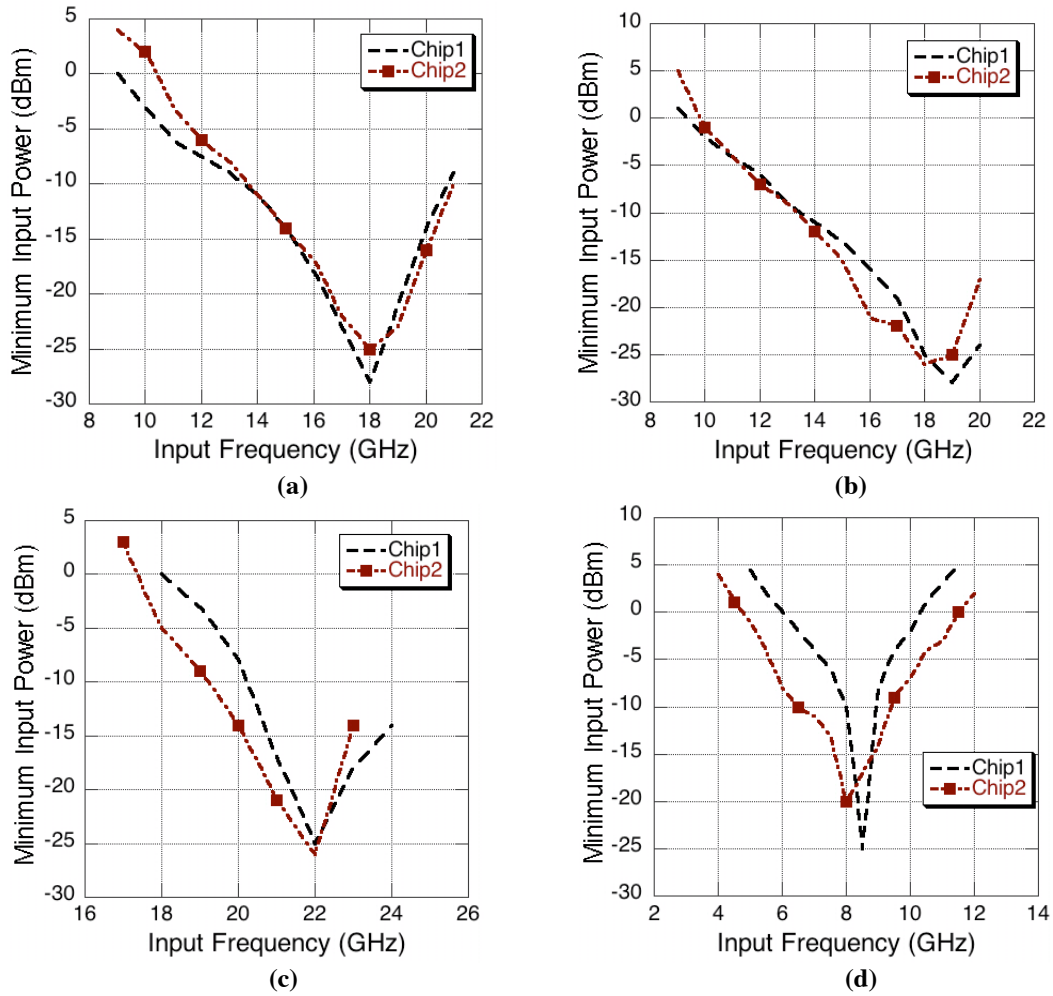 5
0
-5
-10
-15
-20
-25
-30
8 10 12 14 16 18 20 22
Minimum Input Power (dBm)
Input Frequency (GHz)
Chip1
Chip2
(a)
10
5
0
-5
-10
-15
-20
-25
-30
8 10 12 14 16 18 20 22
Minimum Input Power (dBm)
Input Frequency (GHz)
Chip1
Chip2
(b)
5
0
-5
-10
-15
-20
-25
-30
16 18 20 22 24 26
Minimum Input Power (dBm)
Input Frequency (GHz)
Chip1
Chip2
(c)
10
5
0
-5
-10
-15
-20
-25
-30
2 4 6 8 10 12 14
Minimum Input Power (dBm)
Input Frequency (GHz)
Chip1
Chip2
(d)